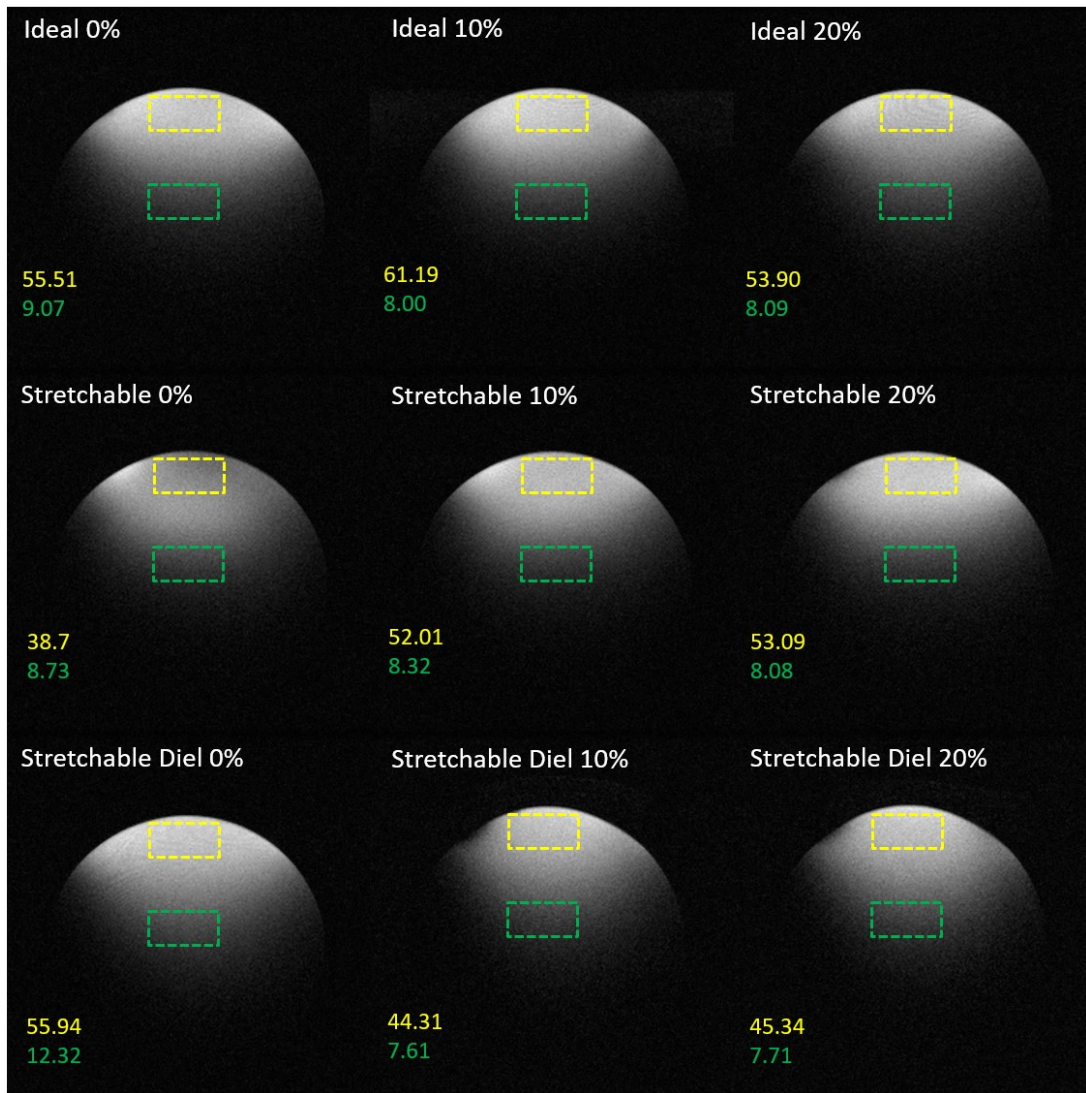 Ideal 0%
Ideal 10%
Ideal 20%
55.51
9.07
61.19
8.00
53.90
8.09
Stretchable 0%
Stretchable 10%
Stretchable 20%
38.7
8.73
52.01
8.32
53.09
8.08
Stretchable Diel 0%
Stretchable Diel 10%
Stretchable Diel 20%
55.94
12.32
44.31
7.61
45.34
7.71